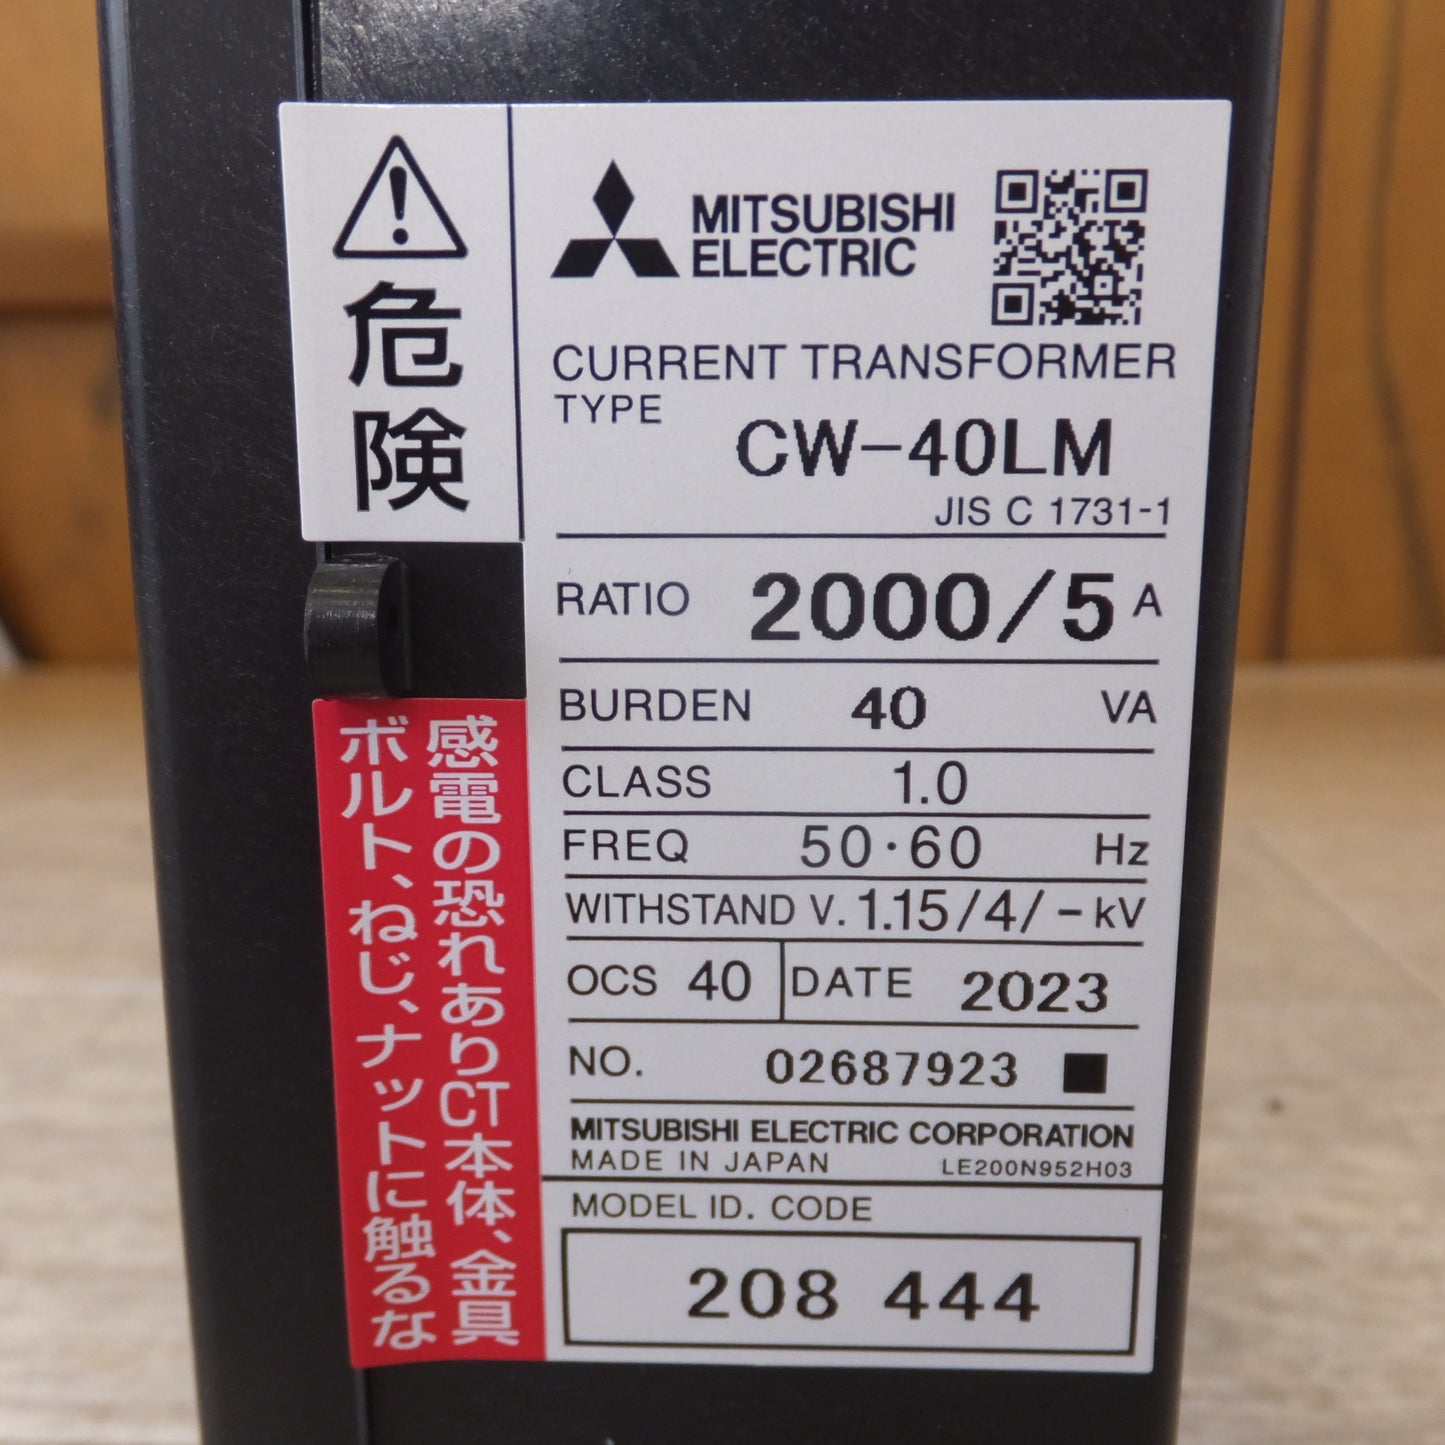 危険
MITSUBISHI
ELECTRIC
CURRENT TRANSFORMER
TYPE
CW-40LM
JIS C 1731-1
RATIO 2000/5 A
BURDEN 40 VA
CLASS 1.0
FREQ 50·60 Hz
WITHSTAND V. 1.15/4/-kV
OCS 40 DATE 2023
NO. 02687923 ■
MITSUBISHI ELECTRIC CORPORATION
MADE IN JAPAN LE200N952H03
MODEL ID. CODE
208 444
感電の恐れありCT本体、金具
ボルト、ねじ、ナットに触るな